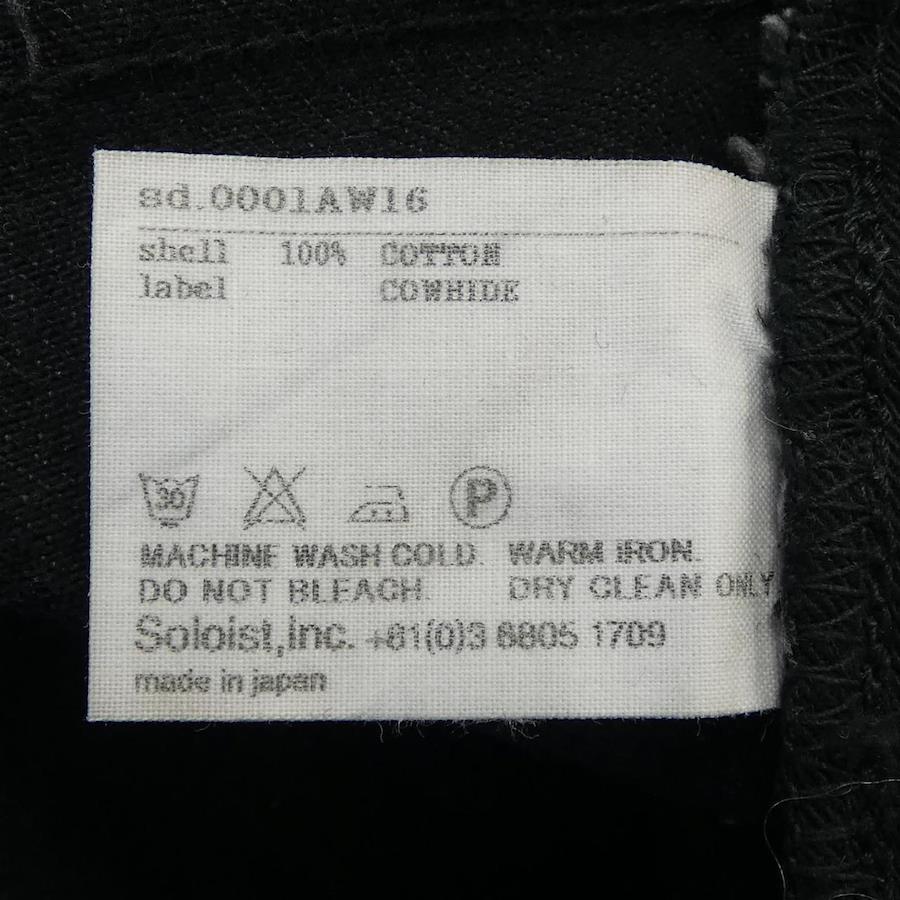 sd.0001AW16
shell 100% COTTON
label COWHIDE
30 P
MACHINE WASH COLD. WARM IRON.
DO NOT BLEACH. DRY CLEAN ONLY
Soloist,inc. +81(0)3 6805 1709
made in japan